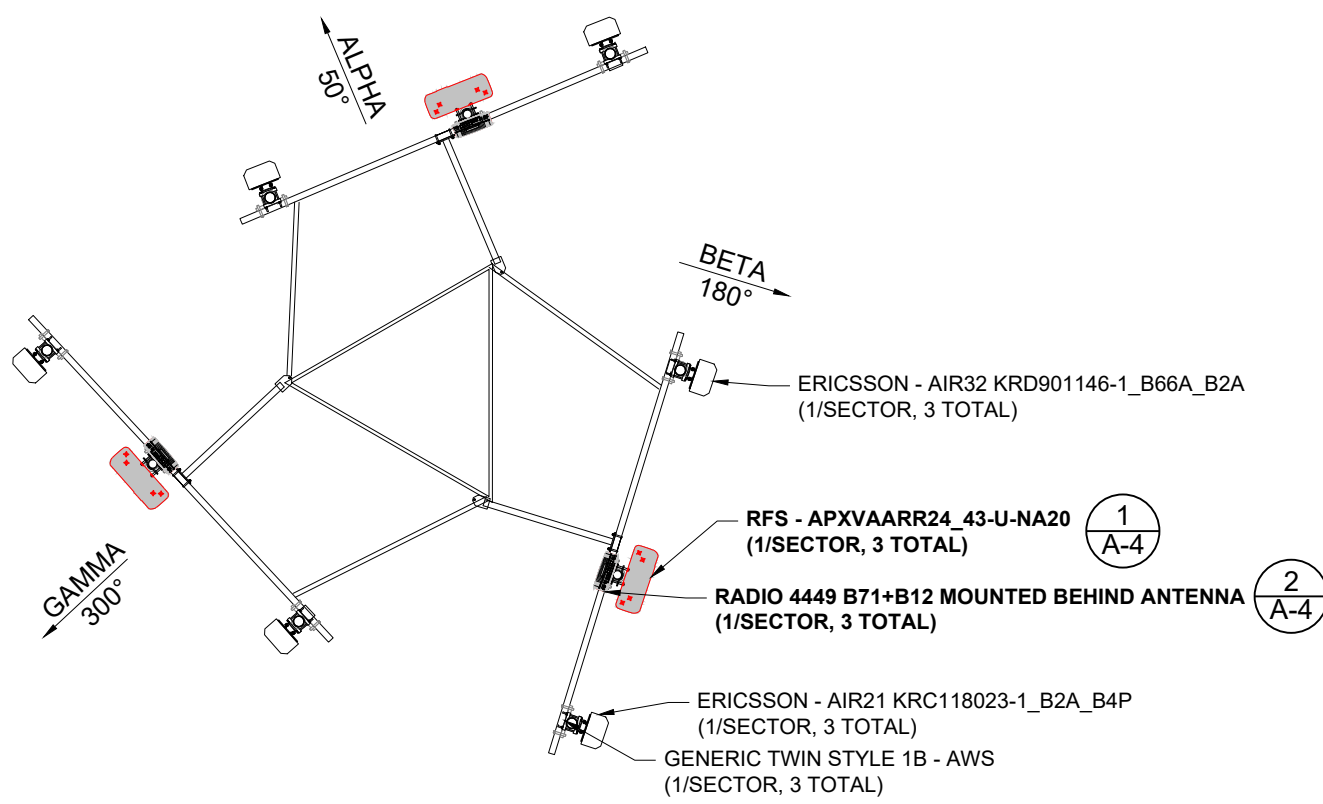 ALPHA
50°
BETA
180°
ERICSSON - AIR32 KRD901146-1_B66A_B2A
(1/SECTOR, 3 TOTAL)
RFS - APXVAARR24_43-U-NA20
(1/SECTOR, 3 TOTAL)
1
A-4
GAMMA
300°
RADIO 4449 B71+B12 MOUNTED BEHIND ANTENNA
(1/SECTOR, 3 TOTAL)
2
A-4
ERICSSON - AIR21 KRC118023-1_B2A_B4P
(1/SECTOR, 3 TOTAL)
GENERIC TWIN STYLE 1B - AWS
(1/SECTOR, 3 TOTAL)